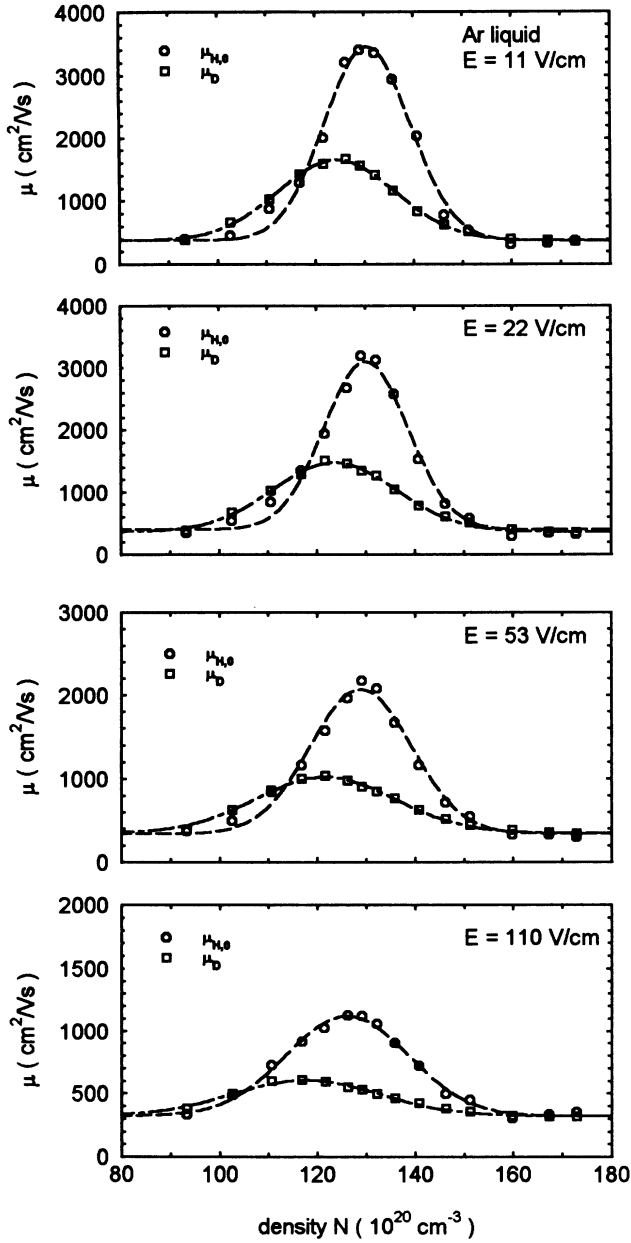 4000
3000
2000
1000
0
μ ( cm²/Vs)
μH,e
μD
Ar liquid
E = 11 V/cm
4000
3000
2000
1000
0
μ ( cm²/Vs)
μH,e
μD
E = 22 V/cm
3000
2000
1000
0
μ ( cm²/Vs)
μH,e
μD
E = 53 V/cm
2000
1500
1000
500
0
μ ( cm²/Vs)
μH,e
μD
E = 110 V/cm
80 100 120 140 160 180
density N ( 10²⁰ cm⁻³ )